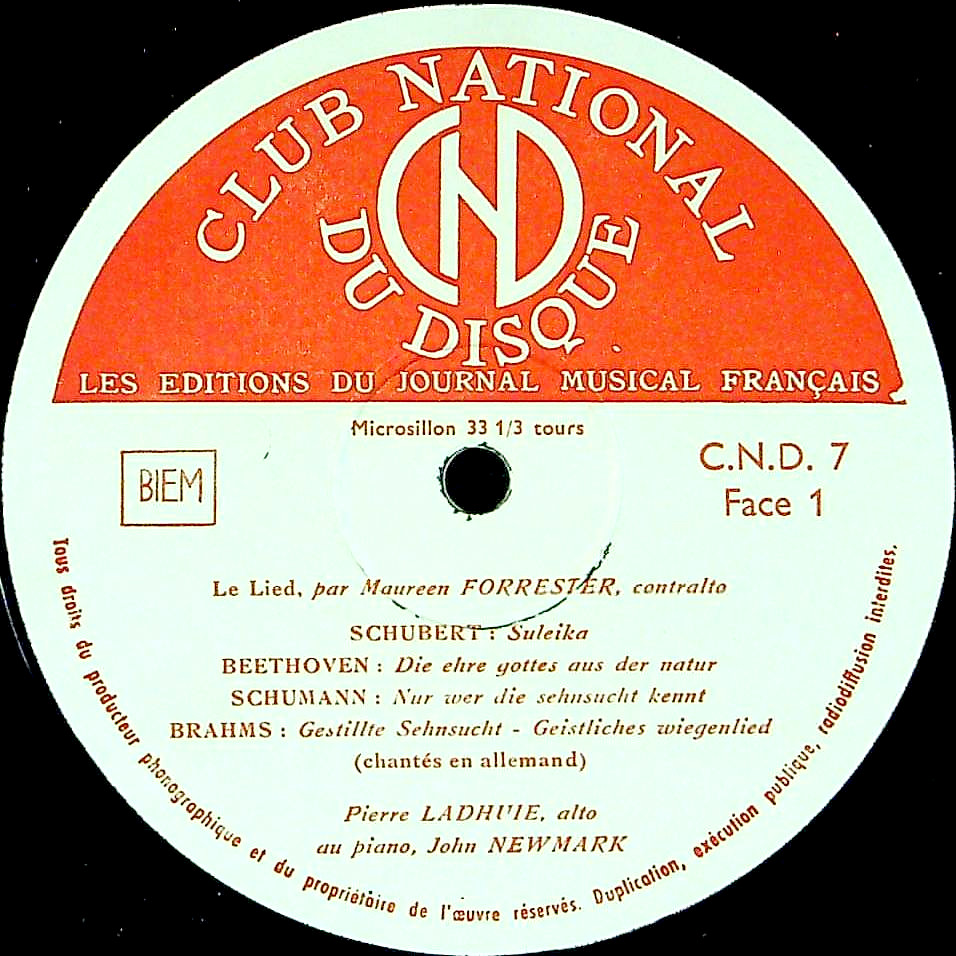 CLUB NATIONAL
CND
DU DISQUE
LES EDITIONS DU JOURNAL MUSICAL FRANÇAIS
Microsillon 33 1/3 tours
BIEM
C.N.D. 7
Face 1
Le Lied, par Maureen FORRESTER, contralto
SCHUBERT : Suleika
BEETHOVEN : Die ehre gottes aus der natur
SCHUMANN : Nur wer die sehnsucht kennt
BRAHMS : Gestillte Sehnsucht - Geistliches wiegenlied
(chantés en allemand)
Pierre LADHUIE, alto
au piano, John NEWMARK
Tous droits du producteur phonographique et du propriétaire de l'œuvre réservés. Duplication, exécution publique, radiodiffusion interdites.